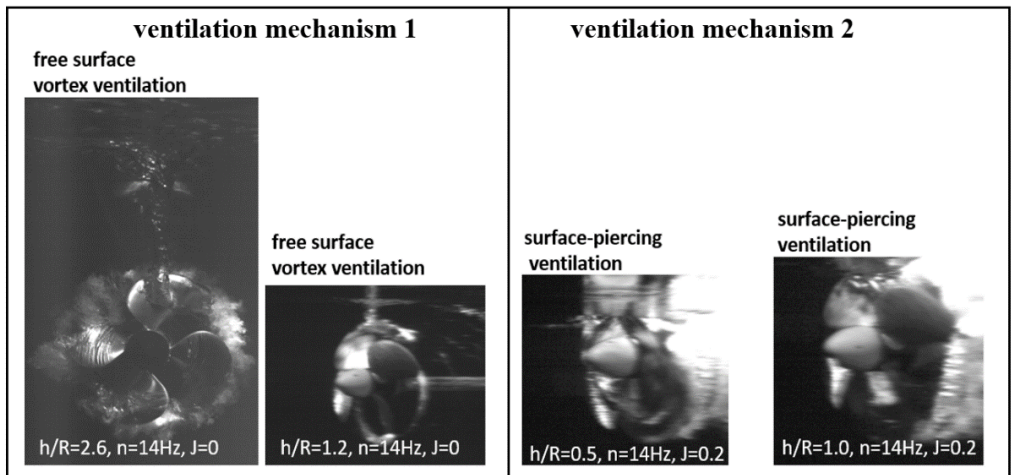 ventilation mechanism 1
free surface
vortex ventilation
h/R=2.6, n=14Hz, J=0
free surface
vortex ventilation
h/R=1.2, n=14Hz, J=0
ventilation mechanism 2
surface-piercing
ventilation
h/R=0.5, n=14Hz, J=0.2
surface-piercing
ventilation
h/R=1.0, n=14Hz, J=0.2